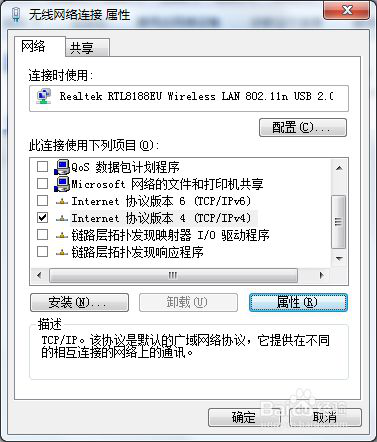 无线网络连接 属性
网络
共享
连接时使用:
Realtek RTL8188EU Wireless LAN 802.11n USB 2.0
配置(C)...
此连接使用下列项目(O):
QoS 数据包计划程序
Microsoft 网络的文件和打印机共享
Internet 协议版本 6 (TCP/IPv6)
Internet 协议版本 4 (TCP/IPv4)
链路层拓扑发现映射器 I/O 驱动程序
链路层拓扑发现响应程序
安装(N)...
卸载(U)
属性(R)
描述
TCP/IP。该协议是默认的广域网络协议，它提供在不同
的相互连接的网络上的通讯。
确定
取消